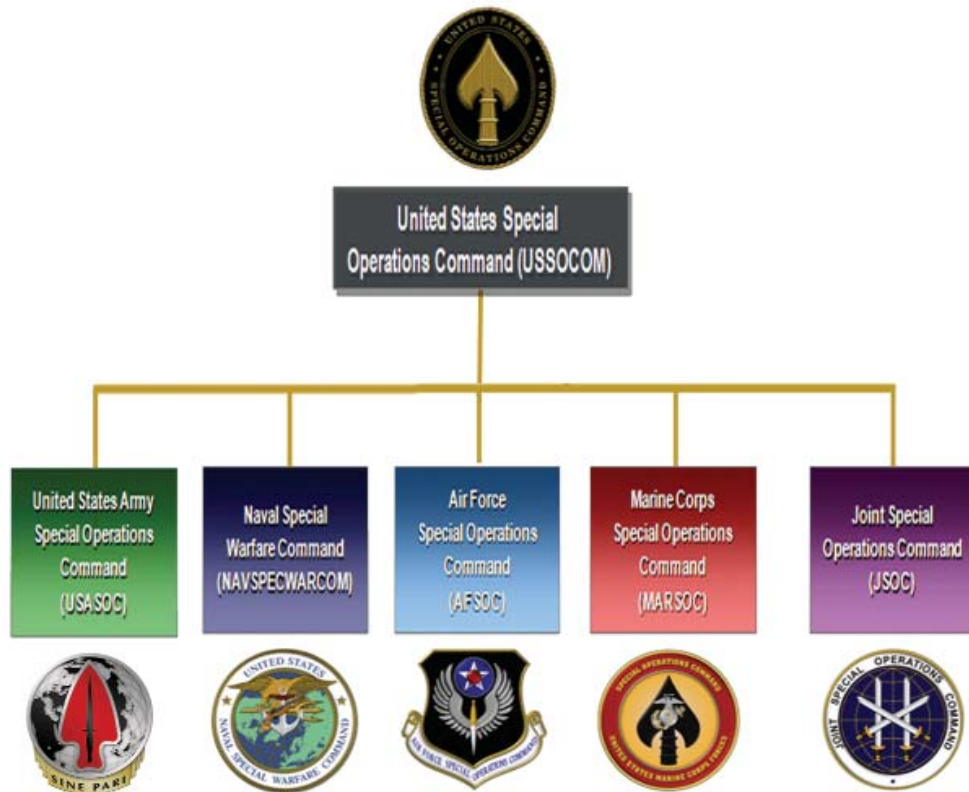 UNITED STATES
SPECIAL OPERATIONS COMMAND
United States Special
Operations Command (USSOCOM)
United States Army
Special Operations
Command
(USASOC)
Naval Special
Warfare Command
(NAVSPECWARCOM)
Air Force
Special Operations
Command
(AFSOC)
Marine Corps
Special Operations
Command
(MARSOC)
Joint Special
Operations Command
(JSOC)
SINE PARI
UNITED STATES
NAVAL SPECIAL WARFARE COMMAND
AIR FORCE SPECIAL OPERATIONS COMMAND
SPECIAL OPERATIONS COMMAND
UNITED STATES MARINE CORPS FORCES
JOINT SPECIAL OPERATIONS COMMAND